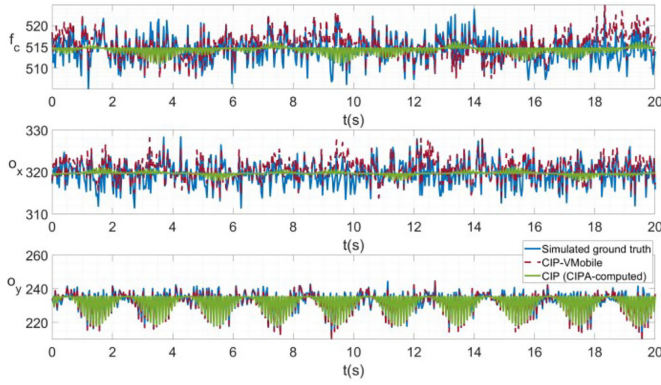 520
f_c 515
510
0 2 4 6 8 10 12 14 16 18 20
t(s)
330
o_x 320
310
0 2 4 6 8 10 12 14 16 18 20
t(s)
260
Simulated ground truth
o_y 240
CIP-VMobile
CIP (CIPA-computed)
220
0 2 4 6 8 10 12 14 16 18 20
t(s)